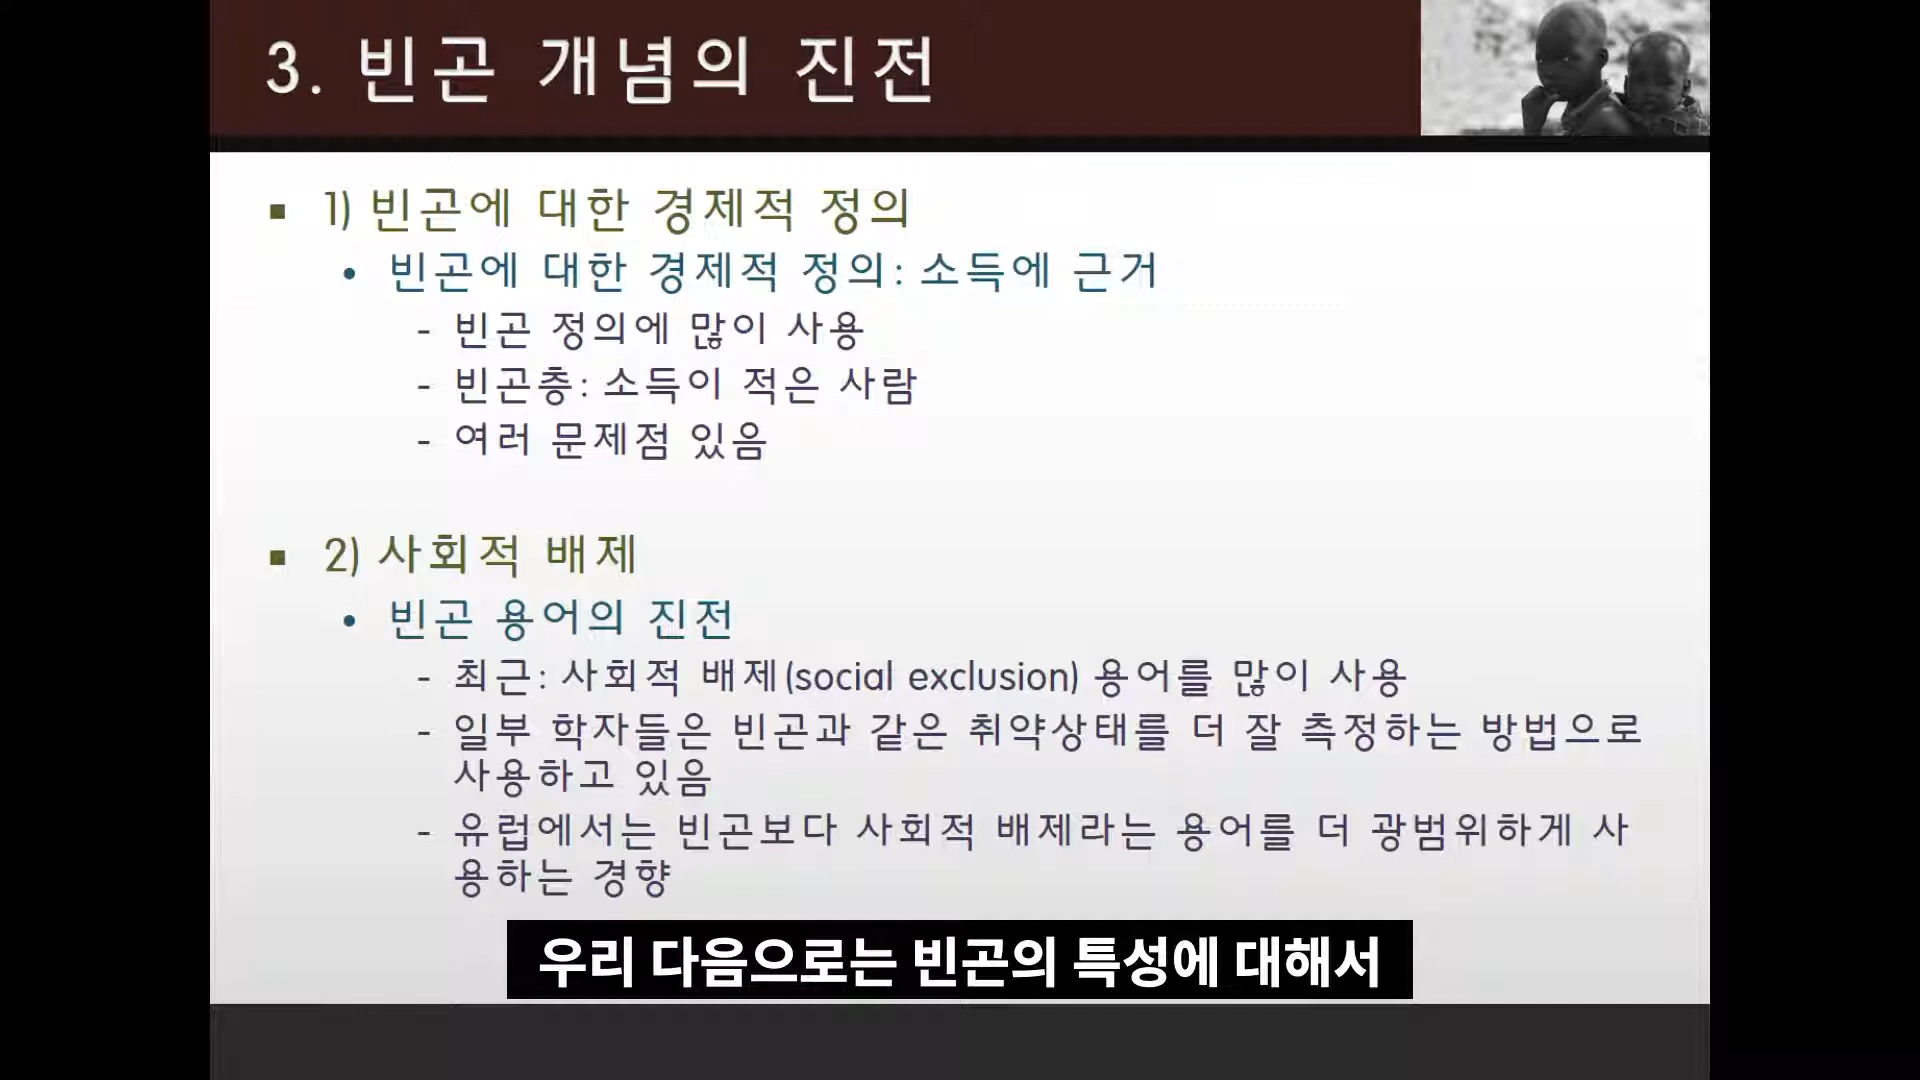 3. 빈곤 개념의 진전
▪ 1) 빈곤에 대한 경제적 정의
• 빈곤에 대한 경제적 정의: 소득에 근거
- 빈곤 정의에 많이 사용
- 빈곤층: 소득이 적은 사람
- 여러 문제점 있음
▪ 2) 사회적 배제
• 빈곤 용어의 진전
- 최근: 사회적 배제(social exclusion) 용어를 많이 사용
- 일부 학자들은 빈곤과 같은 취약상태를 더 잘 측정하는 방법으로
사용하고 있음
- 유럽에서는 빈곤보다 사회적 배제라는 용어를 더 광범위하게 사
용하는 경향
우리 다음으로는 빈곤의 특성에 대해서